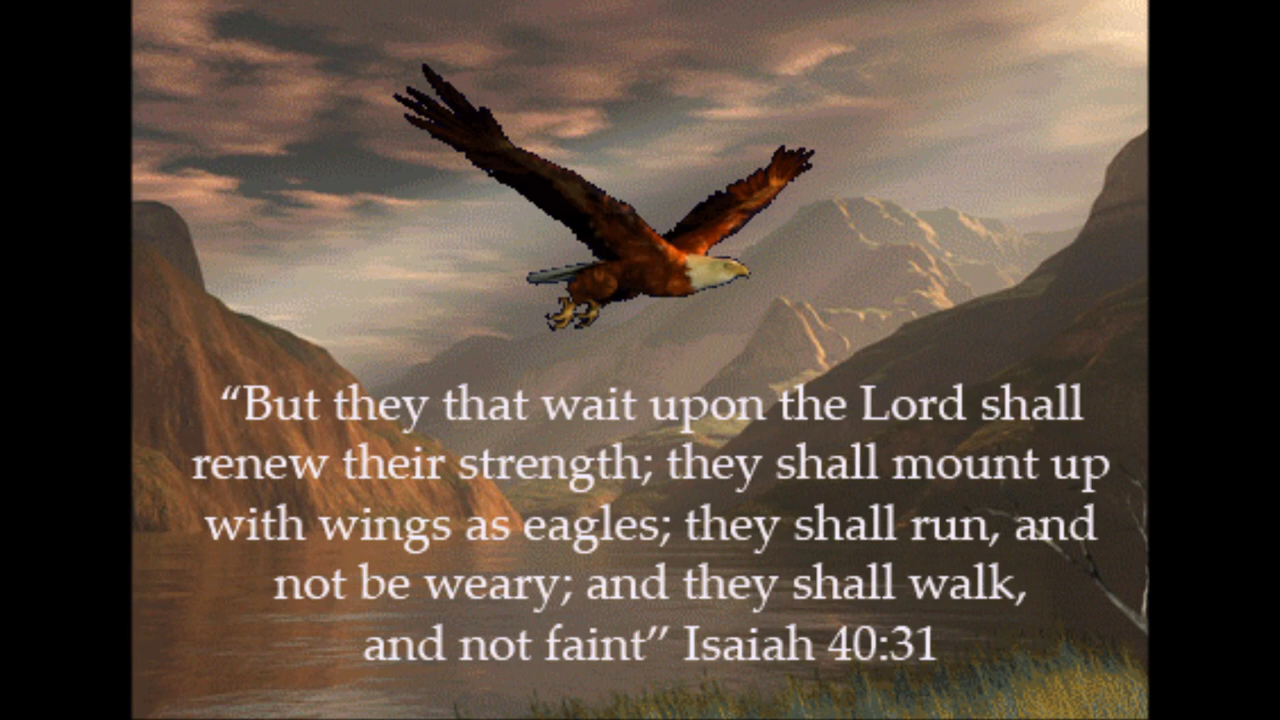 “But they that wait upon the Lord shall
renew their strength; they shall mount up
with wings as eagles; they shall run, and
not be weary; and they shall walk,
and not faint” Isaiah 40:31